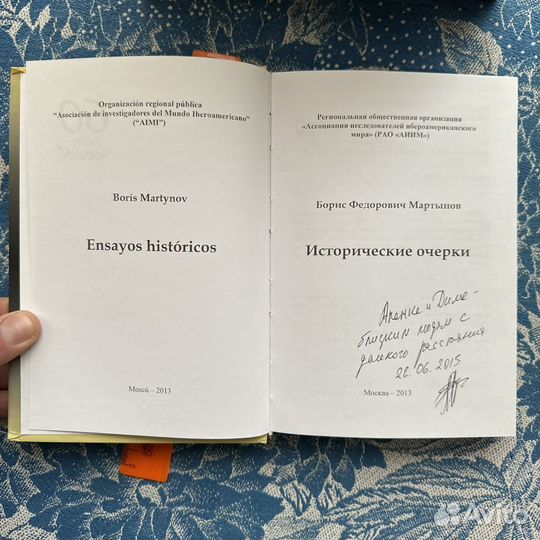 Organización regional pública
“Asociación de investigadores del Mundo Iberoamericano”
(“AIMI”)
Boris Martynov
Ensayos históricos
Moscú – 2013
Региональная общественная организация
«Ассоциация исследователей ибероамериканского
мира» (РАО «АИИМ»)
Борис Федорович Мартынов
Исторические очерки
Аленке и Диме -
близким людям с
далекого расстояния
28.06.2015
Москва – 2013
Avito